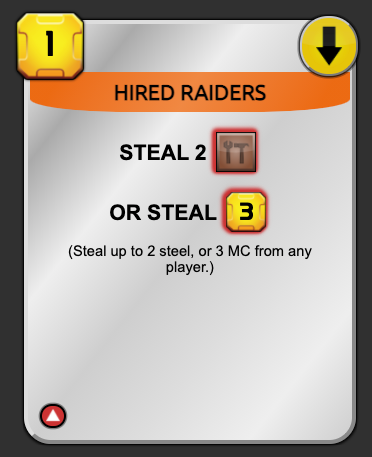 1
HIRED RAIDERS
STEAL 2
OR STEAL 3
(Steal up to 2 steel, or 3 MC from any
player.)